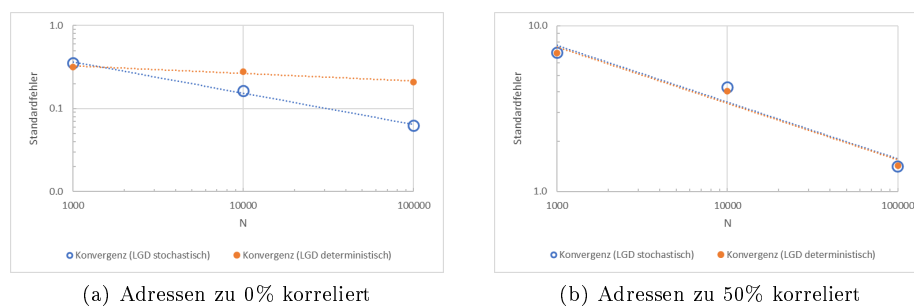 1.0
0.1
0.0
Standardfehler
1000 10000 100000
N
Konvergenz (LGD stochastisch) Konvergenz (LGD deterministisch)
(a) Adressen zu 0% korreliert
10.0
1.0
Standardfehler
1000 10000 100000
N
Konvergenz (LGD stochastisch) Konvergenz (LGD deterministisch)
(b) Adressen zu 50% korreliert